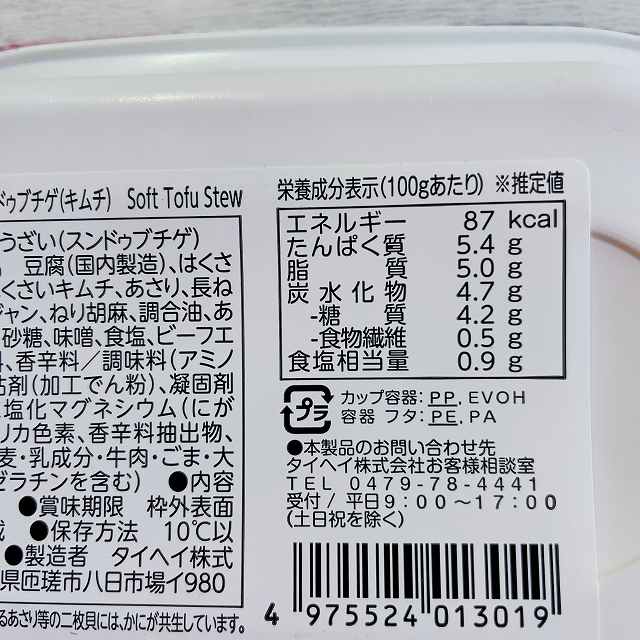 ドゥブチゲ(キムチ) Soft Tofu Stew
うざい(スンドゥブチゲ)
豆腐(国内製造)、はくさ
くさいキムチ、あさり、長ね
ジャン、ねり胡麻、調合油、あ
砂糖、味噌、食塩、ビーフエ
、香辛料/調味料(アミノ
粘剤(加工でん粉)、凝固剤
塩化マグネシウム(にが
リカ色素、香辛料抽出物、
麦・乳成分・牛肉・ごま・大
ゼラチンを含む) ●内容
●賞味期限 枠外表面
●保存方法 10℃以
●製造者 タイヘイ株式
県匝瑳市八日市場イ980
るあさり等の二枚貝には、かにが共生しています。
栄養成分表示(100gあたり) ※推定値
エネルギー 87 kcal
たんぱく質 5.4 g
脂質 5.0 g
炭水化物 4.7 g
-糖質 4.2 g
-食物繊維 0.5 g
食塩相当量 0.9 g
プラ
カップ容器: PP, EVOH
容器 フタ: PE, PA
●本製品のお問い合わせ先
タイヘイ株式会社お客様相談室
TEL 0479-78-4441
受付/平日9:00~17:00
(土日祝を除く)
4 975524 013019